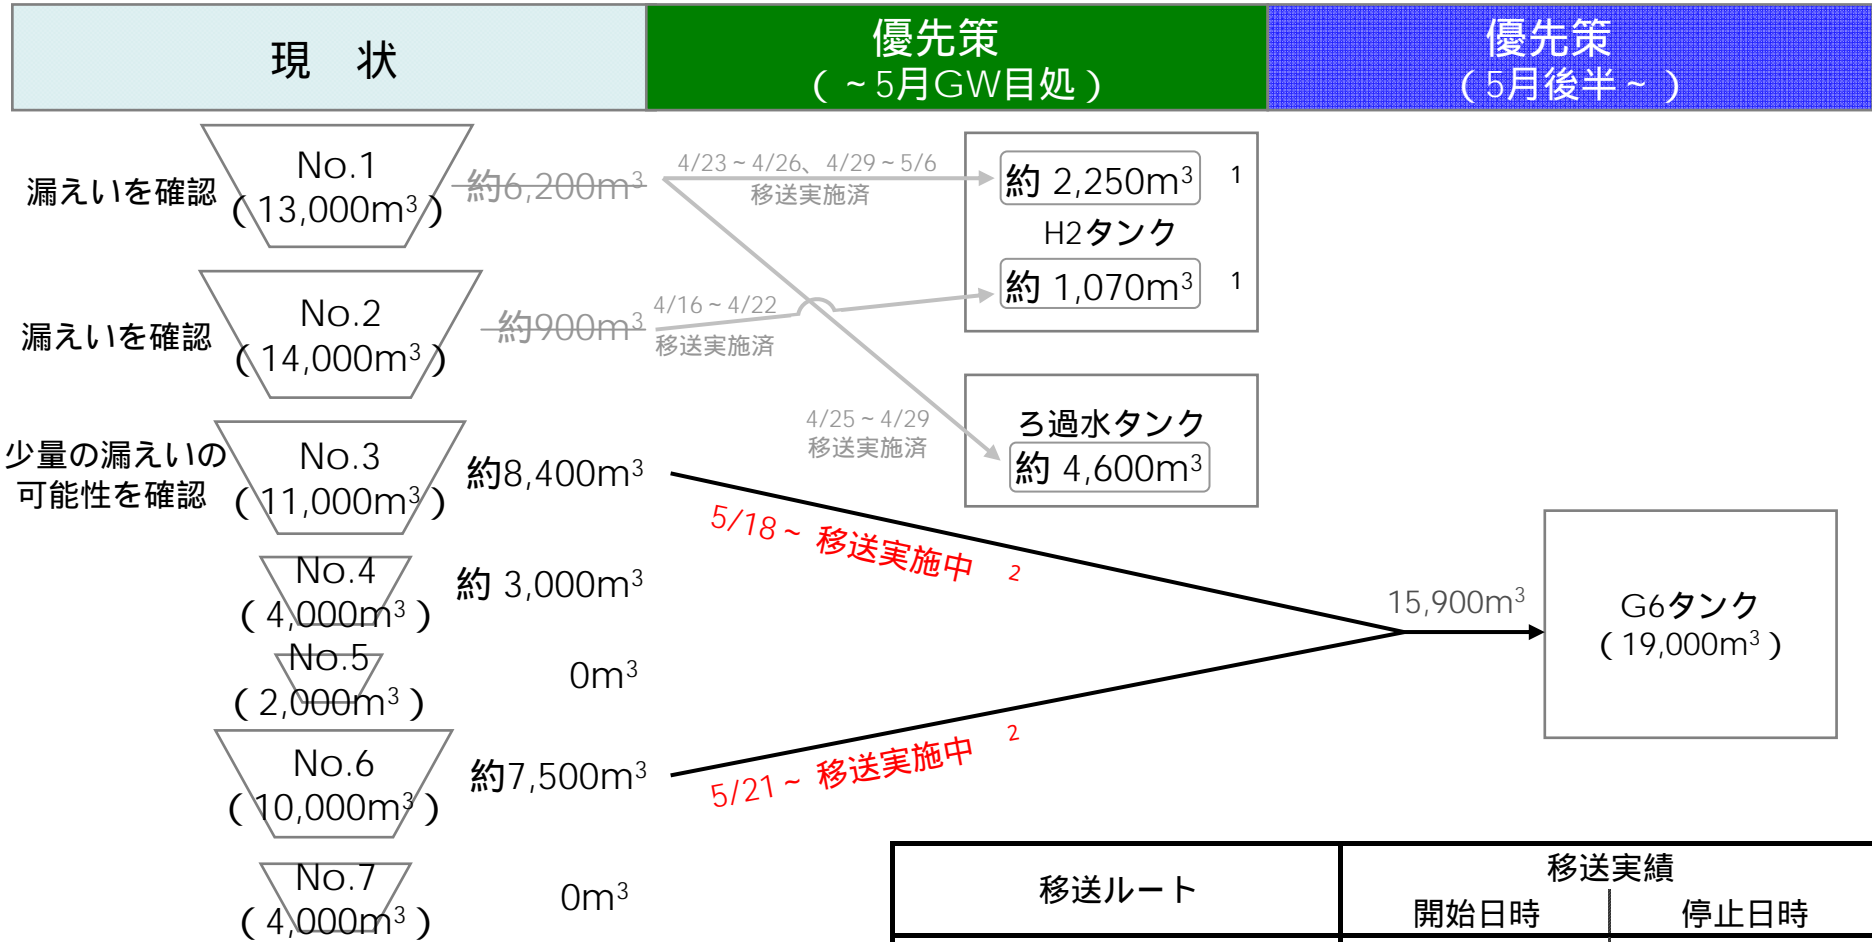 現　状
優先策
（～5月GW目処）
優先策
（5月後半～）
漏えいを確認
No.1
（13,000m³）
約6,200m³
4/23～4/26、4/29～5/6
移送実施済
約 2,250m³ 1
H2タンク
約 1,070m³ 1
漏えいを確認
No.2
（14,000m³）
約900m³
4/16～4/22
移送実施済
4/25～4/29
移送実施済
ろ過水タンク
約 4,600m³
少量の漏えいの
可能性を確認
No.3
（11,000m³）
約8,400m³
5/18～ 移送実施中 2
No.4
（4,000m³）
約 3,000m³
15,900m³
G6タンク
（19,000m³）
No.5
（2,000m³）
0m³
No.6
（10,000m³）
約7,500m³
5/21～ 移送実施中 2
No.7
（4,000m³）
0m³
移送ルート
移送実績
開始日時
停止日時